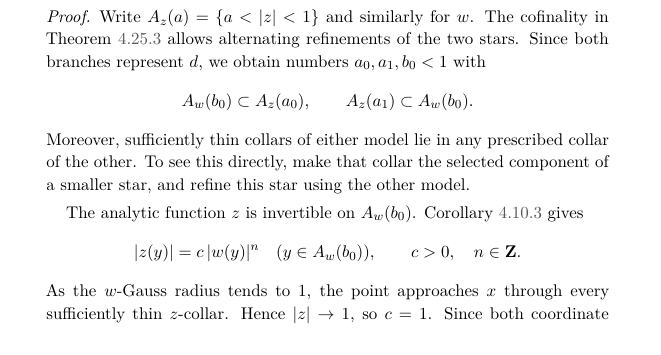 Proof. Write A_z(a) = {a < |z| < 1} and similarly for w. The cofinality in
Theorem 4.25.3 allows alternating refinements of the two stars. Since both
branches represent d, we obtain numbers a_0, a_1, b_0 < 1 with
A_w(b_0) ⊂ A_z(a_0), A_z(a_1) ⊂ A_w(b_0).
Moreover, sufficiently thin collars of either model lie in any prescribed collar
of the other. To see this directly, make that collar the selected component of
a smaller star, and refine this star using the other model.
The analytic function z is invertible on A_w(b_0). Corollary 4.10.3 gives
|z(y)| = c |w(y)|^n (y ∈ A_w(b_0)), c > 0, n ∈ Z.
As the w-Gauss radius tends to 1, the point approaches x through every
sufficiently thin z-collar. Hence |z| → 1, so c = 1. Since both coordinate